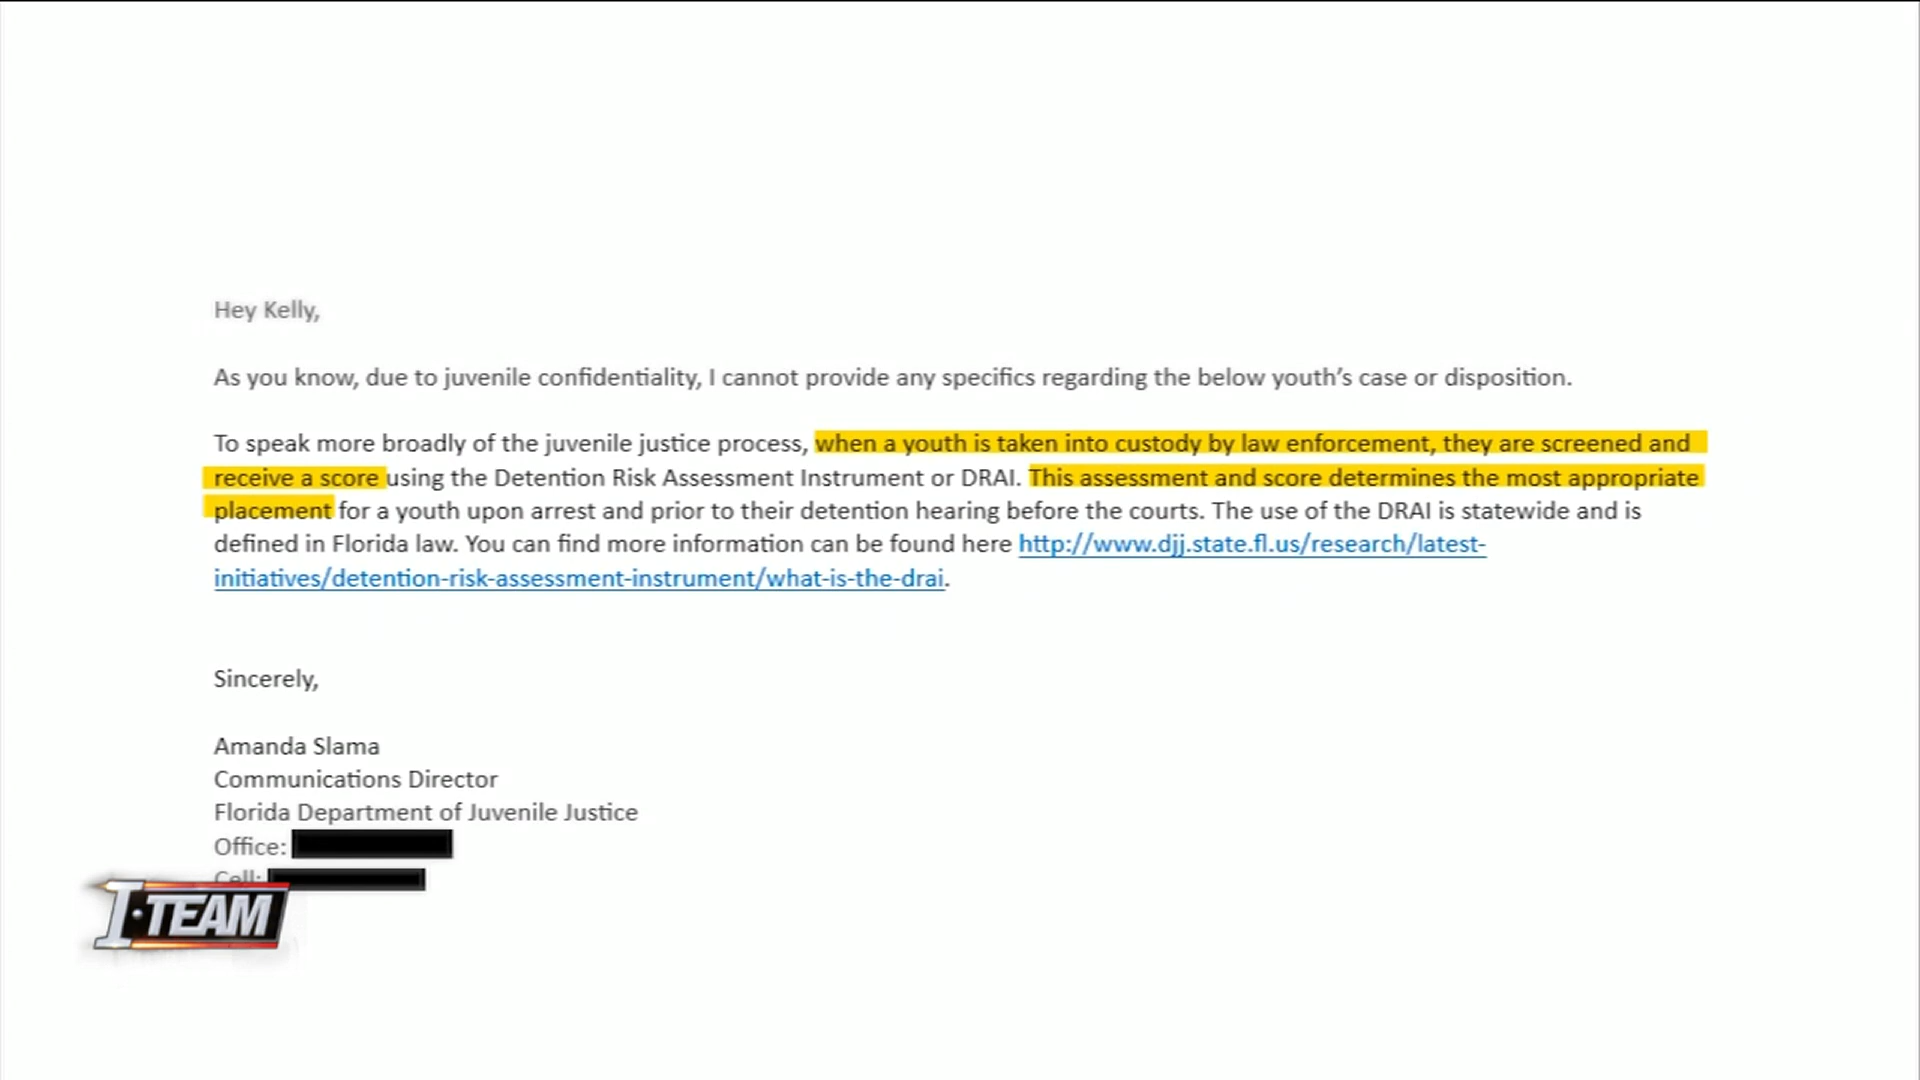 Hey Kelly,
As you know, due to juvenile confidentiality, I cannot provide any specifics regarding the below youth's case or disposition.
To speak more broadly of the juvenile justice process, when a youth is taken into custody by law enforcement, they are screened and
receive a score using the Detention Risk Assessment Instrument or DRAI. This assessment and score determines the most appropriate
placement for a youth upon arrest and prior to their detention hearing before the courts. The use of the DRAI is statewide and is
defined in Florida law. You can find more information can be found here http://www.djj.state.fl.us/research/latest-
initiatives/detention-risk-assessment-instrument/what-is-the-drai.
Sincerely,
Amanda Slama
Communications Director
Florida Department of Juvenile Justice
Office:
Cell:
I-TEAM